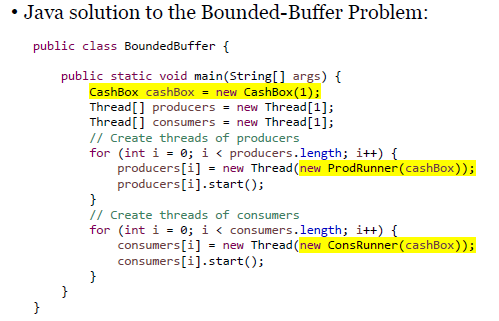 • Java solution to the Bounded-Buffer Problem:
public class BoundedBuffer {
public static void main(String[] args) {
CashBox cashBox = new CashBox(1);
Thread[] producers = new Thread[1];
Thread[] consumers = new Thread[1];
// Create threads of producers
for (int i = 0; i < producers.length; i++) {
producers[i] = new Thread(new ProdRunner(cashBox));
producers[i].start();
}
// Create threads of consumers
for (int i = 0; i < consumers.length; i++) {
consumers[i] = new Thread(new ConsRunner(cashBox));
consumers[i].start();
}
}
}